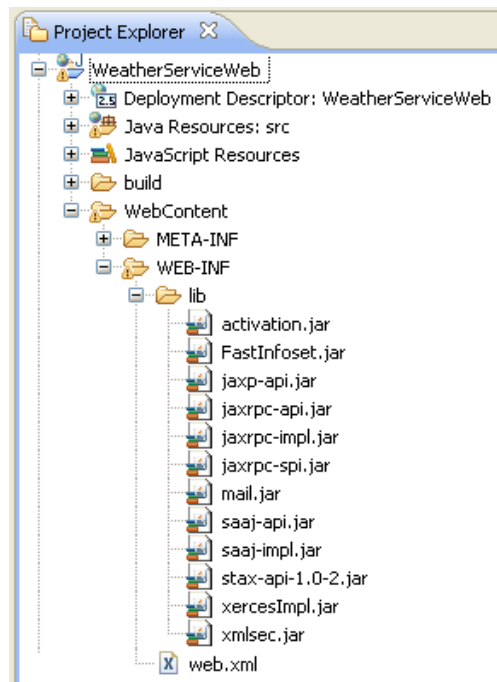 Project Explorer
WeatherServiceWeb
2.5 Deployment Descriptor: WeatherServiceWeb
Java Resources: src
JavaScript Resources
build
WebContent
META-INF
WEB-INF
lib
activation.jar
FastInfoset.jar
jaxp-api.jar
jaxrpc-api.jar
jaxrpc-impl.jar
jaxrpc-spi.jar
mail.jar
saaj-api.jar
saaj-impl.jar
stax-api-1.0-2.jar
xercesImpl.jar
xmlsec.jar
X web.xml